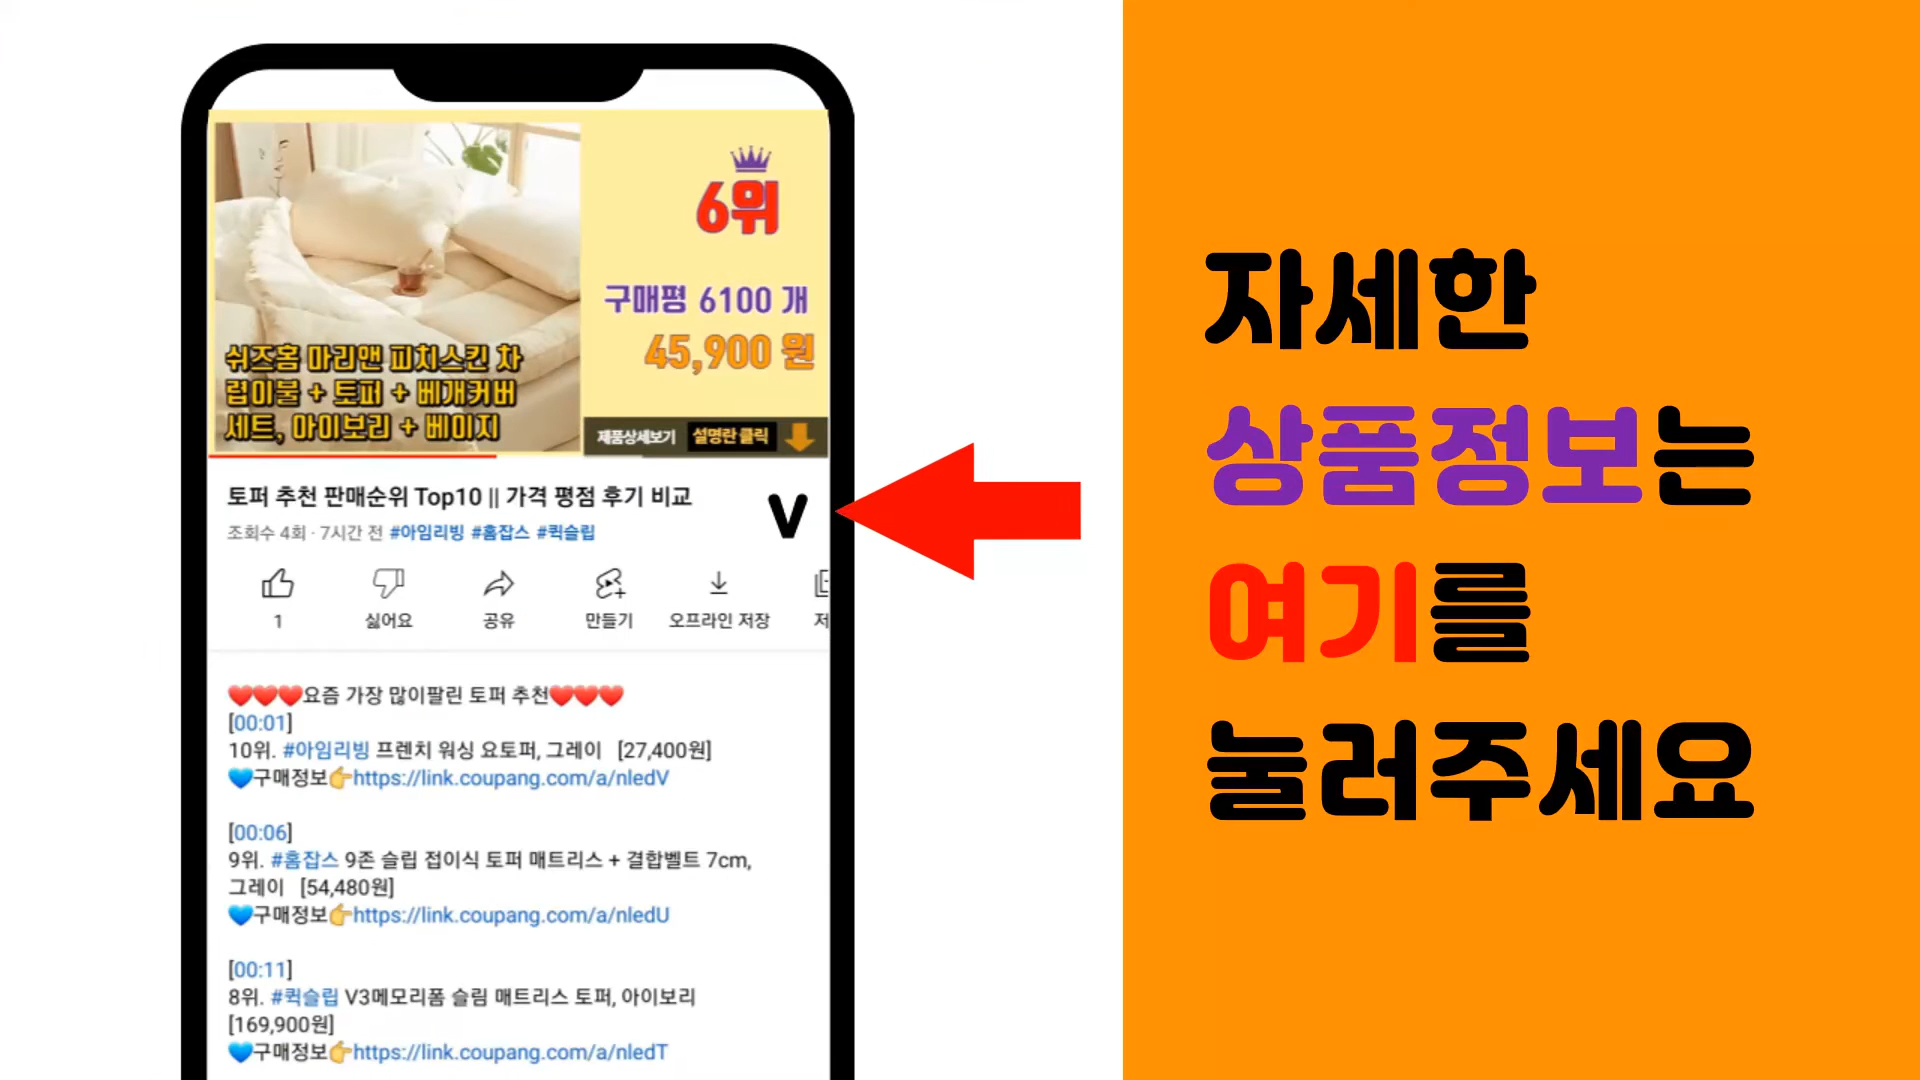 6위
구매평 6100 개
45,900 원
쉬즈홈 마리앤 피치스킨 차
렵이불 + 토퍼 + 베개커버
세트, 아이보리 + 베이지
제품상세보기 설명란 클릭
토퍼 추천 판매순위 Top10 || 가격 평점 후기 비교
V
조회수 4회 · 7시간 전 #아임리빙 #홈잡스 #퀵슬립
1 싫어요 공유 만들기 오프라인 저장 저
❤️❤️❤️요즘 가장 많이팔린 토퍼 추천❤️❤️❤️
[00:01]
10위. #아임리빙 프렌치 워싱 요토퍼, 그레이 [27,400원]
💙구매정보👉https://link.coupang.com/a/nledV
[00:06]
9위. #홈잡스 9존 슬립 접이식 토퍼 매트리스 + 결합벨트 7cm,
그레이 [54,480원]
💙구매정보👉https://link.coupang.com/a/nledU
[00:11]
8위. #퀵슬립 V3메모리폼 슬림 매트리스 토퍼, 아이보리
[169,900원]
💙구매정보👉https://link.coupang.com/a/nledT
자세한
상품정보는
여기를
눌러주세요